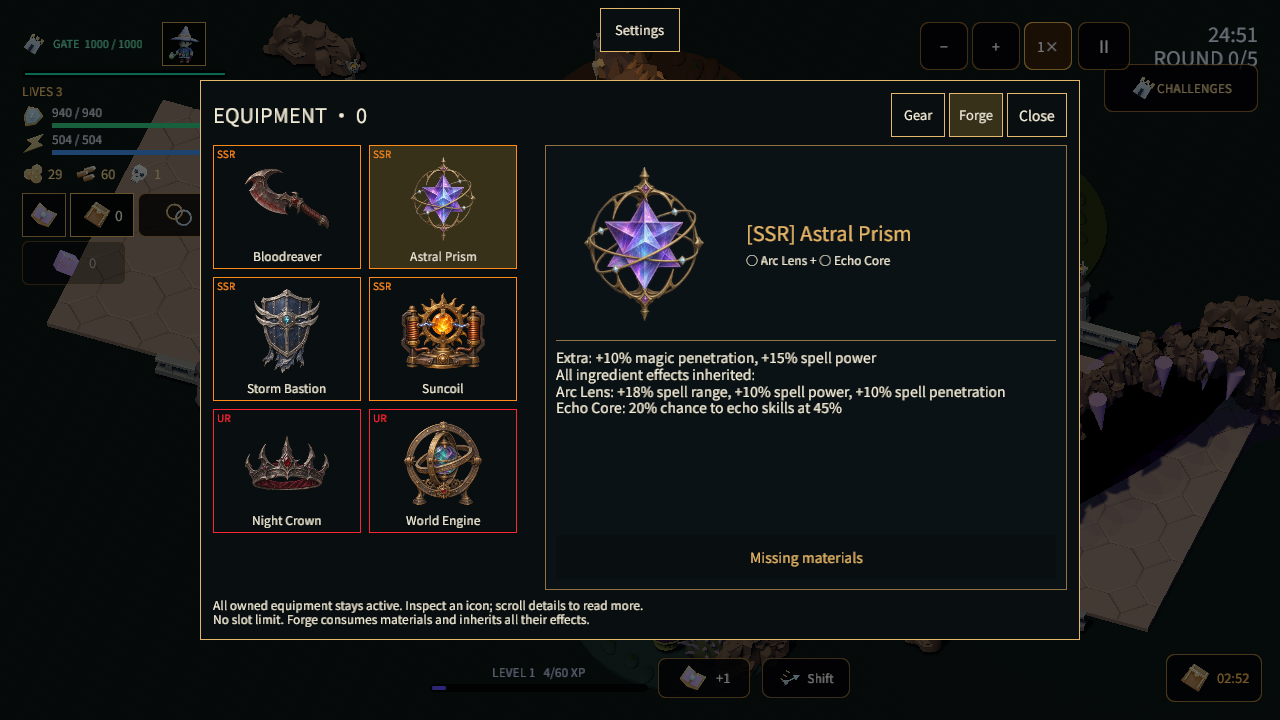 Settings
GATE 1000 / 1000
1×
24:51
ROUND 0/5
CHALLENGES
LIVES 3
940 / 940
504 / 504
29
60
1
0
0
EQUIPMENT • 0
Gear
Forge
Close
SSR
Bloodreaver
SSR
Astral Prism
SSR
Storm Bastion
SSR
Suncoil
UR
Night Crown
UR
World Engine
[SSR] Astral Prism
○ Arc Lens + ○ Echo Core
Extra: +10% magic penetration, +15% spell power
All ingredient effects inherited:
Arc Lens: +18% spell range, +10% spell power, +10% spell penetration
Echo Core: 20% chance to echo skills at 45%
Missing materials
All owned equipment stays active. Inspect an icon; scroll details to read more.
No slot limit. Forge consumes materials and inherits all their effects.
LEVEL 1 4/60 XP
+1
Shift
02:52